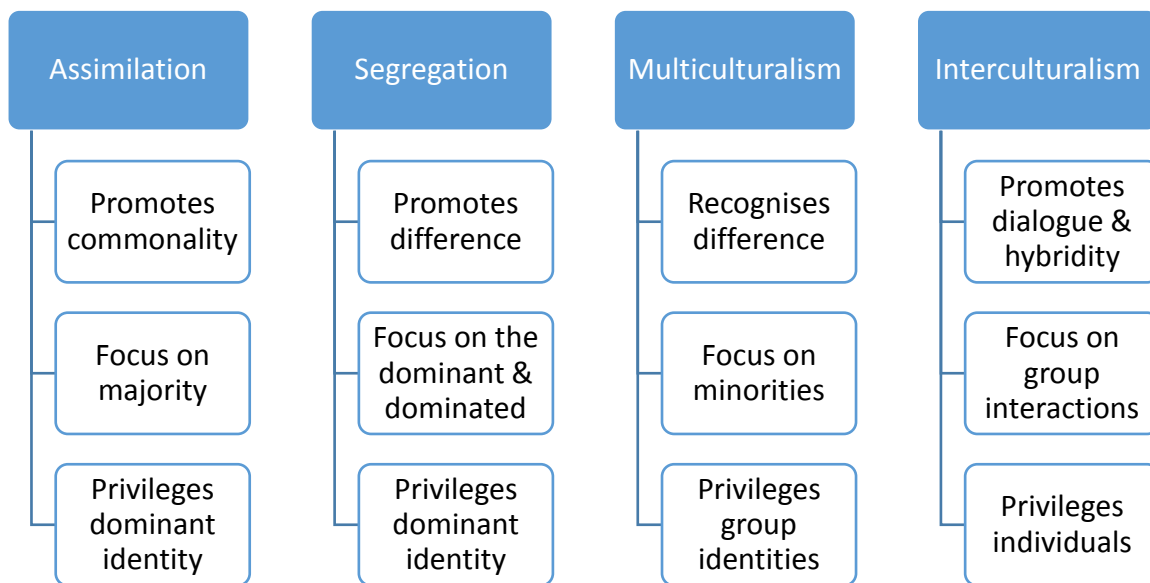 Assimilation
Promotes
commonality
Focus on
majority
Privileges
dominant
identity
Segregation
Promotes
difference
Focus on the
dominant &
dominated
Privileges
dominant
identity
Multiculturalism
Recognises
difference
Focus on
minorities
Privileges
group
identities
Interculturalism
Promotes
dialogue &
hybridity
Focus on
group
interactions
Privileges
individuals